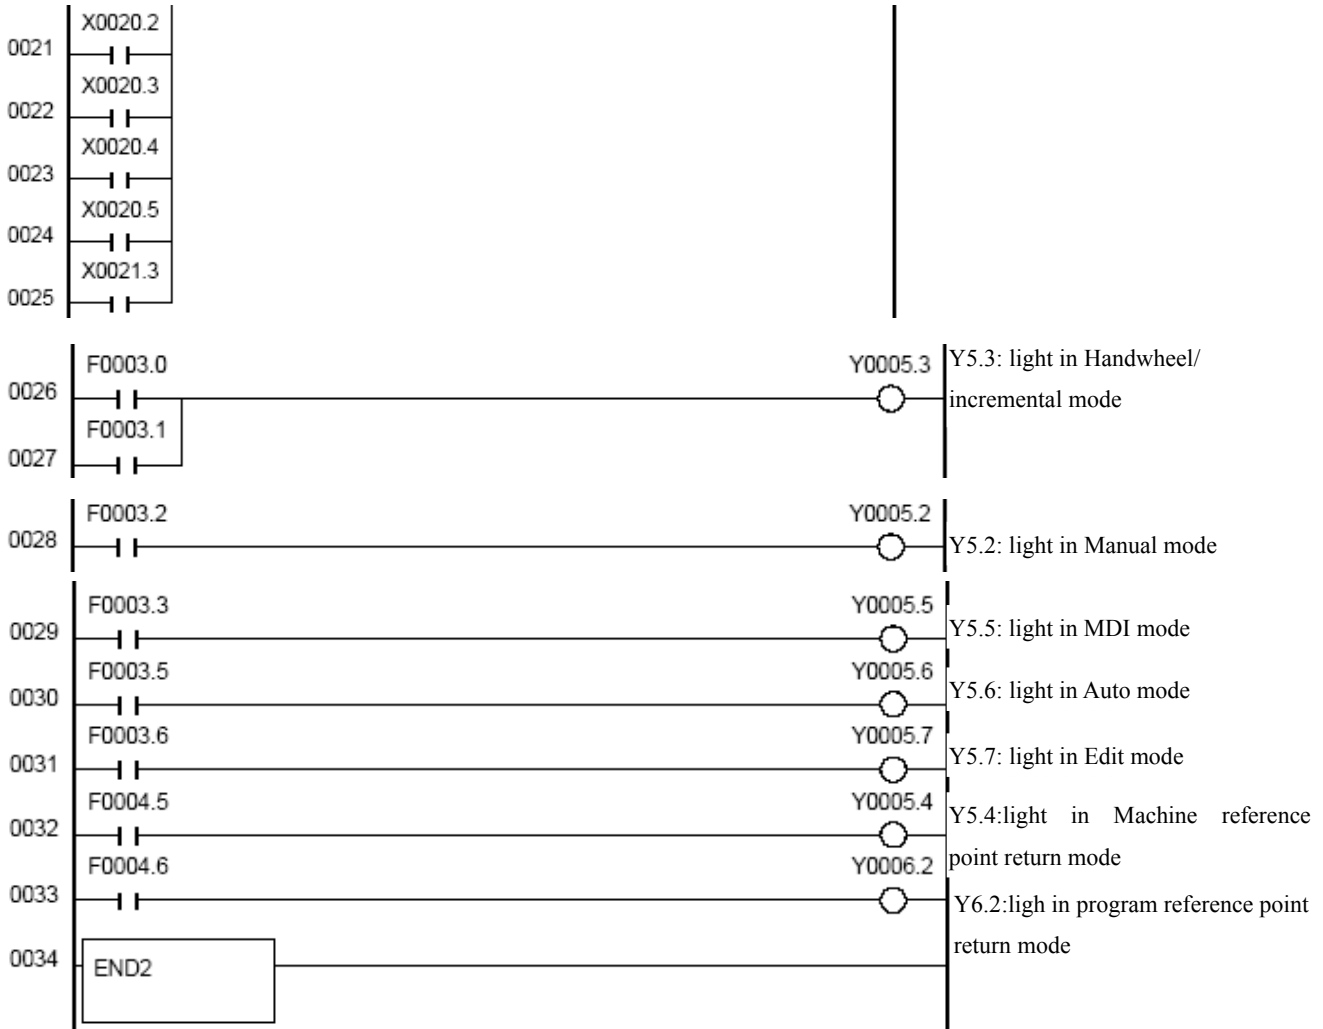 X0020.2
0021
X0020.3
0022
X0020.4
0023
X0020.5
0024
X0021.3
0025
F0003.0 Y0005.3 Y5.3: light in Handwheel/
0026 incremental mode
F0003.1
0027
F0003.2 Y0005.2
0028 Y5.2: light in Manual mode
F0003.3 Y0005.5
0029 Y5.5: light in MDI mode
F0003.5 Y0005.6
0030 Y5.6: light in Auto mode
F0003.6 Y0005.7
0031 Y5.7: light in Edit mode
F0004.5 Y0005.4
0032 Y5.4:light in Machine reference
point return mode
F0004.6 Y0006.2
0033 Y6.2:ligh in program reference point
return mode
0034 END2